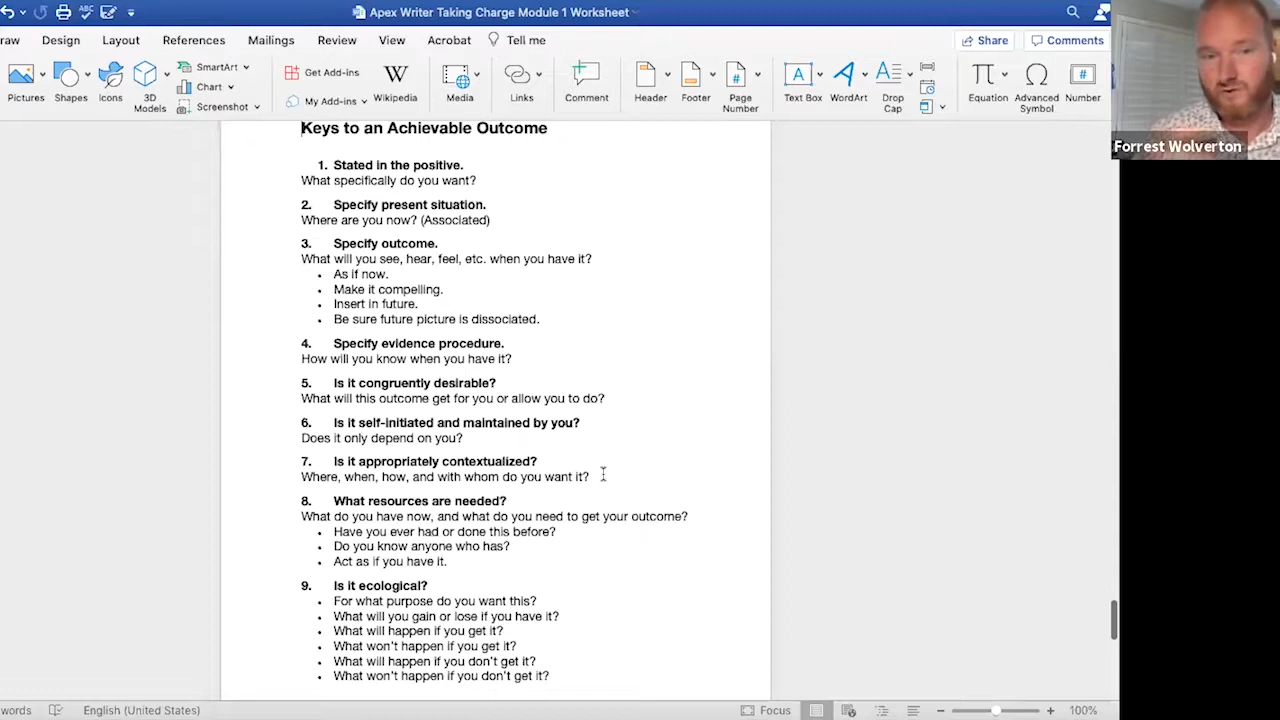 Apex Writer Taking Charge Module 1 Worksheet
raw Design Layout References Mailings Review View Acrobat Tell me Share Comments
SmartArt
Chart
Screenshot
Pictures Shapes Icons 3D Models
Get Add-ins
My Add-ins
Wikipedia Media Links Comment Header Footer Page Number Text Box WordArt Drop Cap Equation Advanced Symbol Number
Forrest Wolverton
Keys to an Achievable Outcome
1. Stated in the positive.
What specifically do you want?
2. Specify present situation.
Where are you now? (Associated)
3. Specify outcome.
What will you see, hear, feel, etc. when you have it?
• As if now.
• Make it compelling.
• Insert in future.
• Be sure future picture is dissociated.
4. Specify evidence procedure.
How will you know when you have it?
5. Is it congruently desirable?
What will this outcome get for you or allow you to do?
6. Is it self-initiated and maintained by you?
Does it only depend on you?
7. Is it appropriately contextualized?
Where, when, how, and with whom do you want it?
8. What resources are needed?
What do you have now, and what do you need to get your outcome?
• Have you ever had or done this before?
• Do you know anyone who has?
• Act as if you have it.
9. Is it ecological?
• For what purpose do you want this?
• What will you gain or lose if you have it?
• What will happen if you get it?
• What won't happen if you get it?
• What will happen if you don't get it?
• What won't happen if you don't get it?
words English (United States) Focus 100%